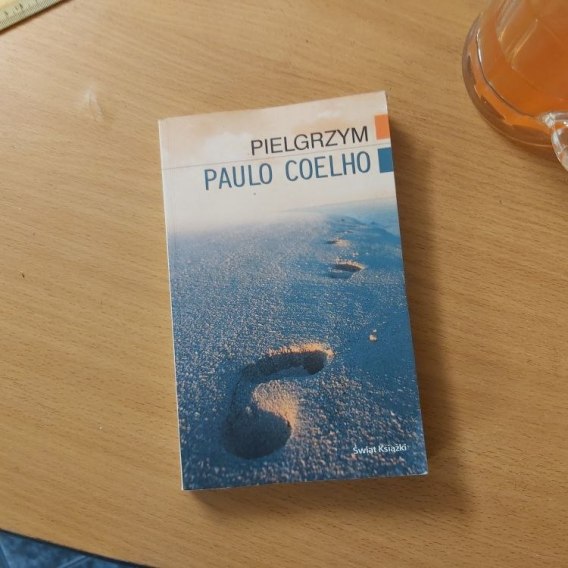 PIELGRZYM
PAULO COELHO
Świat Książki